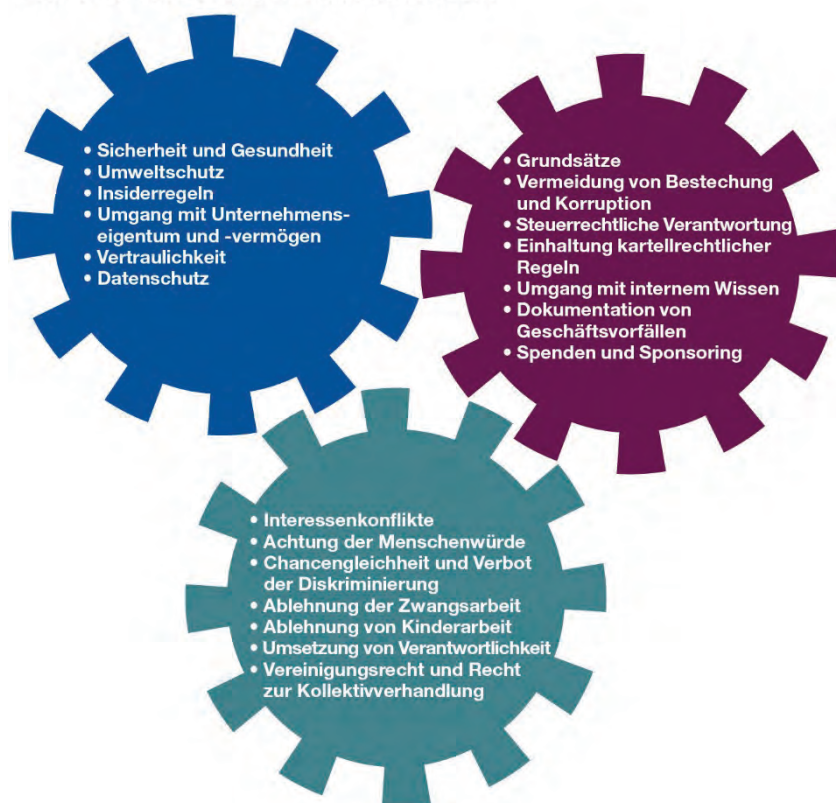 • Sicherheit und Gesundheit
• Umweltschutz
• Insiderregeln
• Umgang mit Unternehmens-
eigentum und -vermögen
• Vertraulichkeit
• Datenschutz
• Grundsätze
• Vermeidung von Bestechung
und Korruption
• Steuerrechtliche Verantwortung
• Einhaltung kartellrechtlicher
Regeln
• Umgang mit internem Wissen
• Dokumentation von
Geschäftsvorfällen
• Spenden und Sponsoring
• Interessenkonflikte
• Achtung der Menschenwürde
• Chancengleichheit und Verbot
der Diskriminierung
• Ablehnung der Zwangsarbeit
• Ablehnung von Kinderarbeit
• Umsetzung von Verantwortlichkeit
• Vereinigungsrecht und Recht
zur Kollektivverhandlung